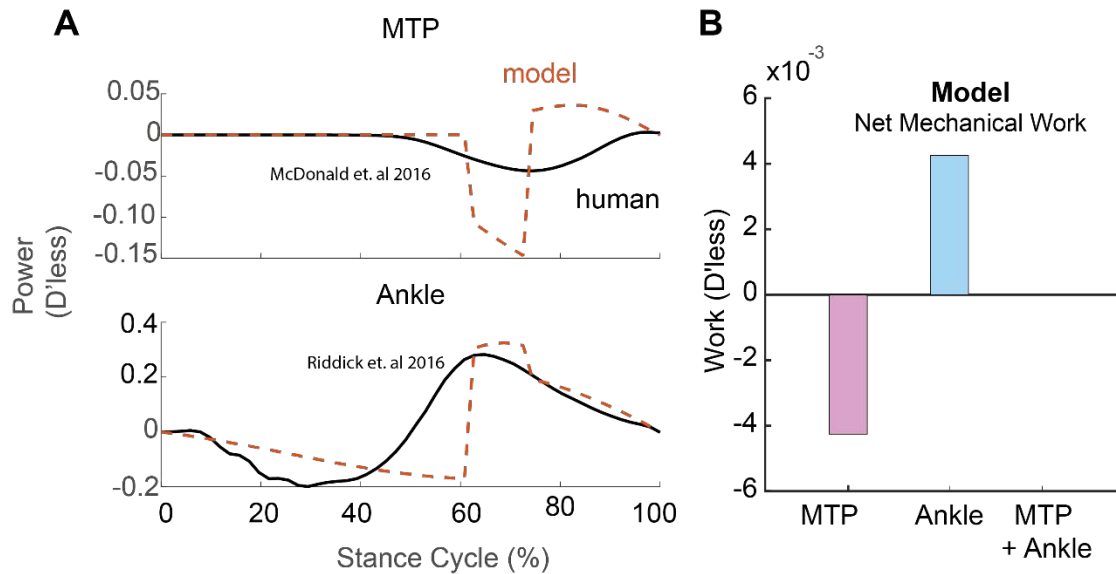 A
MTP
model
0.05
0
-0.05
-0.10
-0.15
McDonald et. al 2016
human
Power
(D'less)
Ankle
0.4
0.2
0
-0.2
Riddick et. al 2016
0 20 40 60 80 100
Stance Cycle (%)
B
x10-3
Model
Net Mechanical Work
6
4
2
0
-2
-4
-6
Work (D'less)
MTP Ankle MTP
+ Ankle